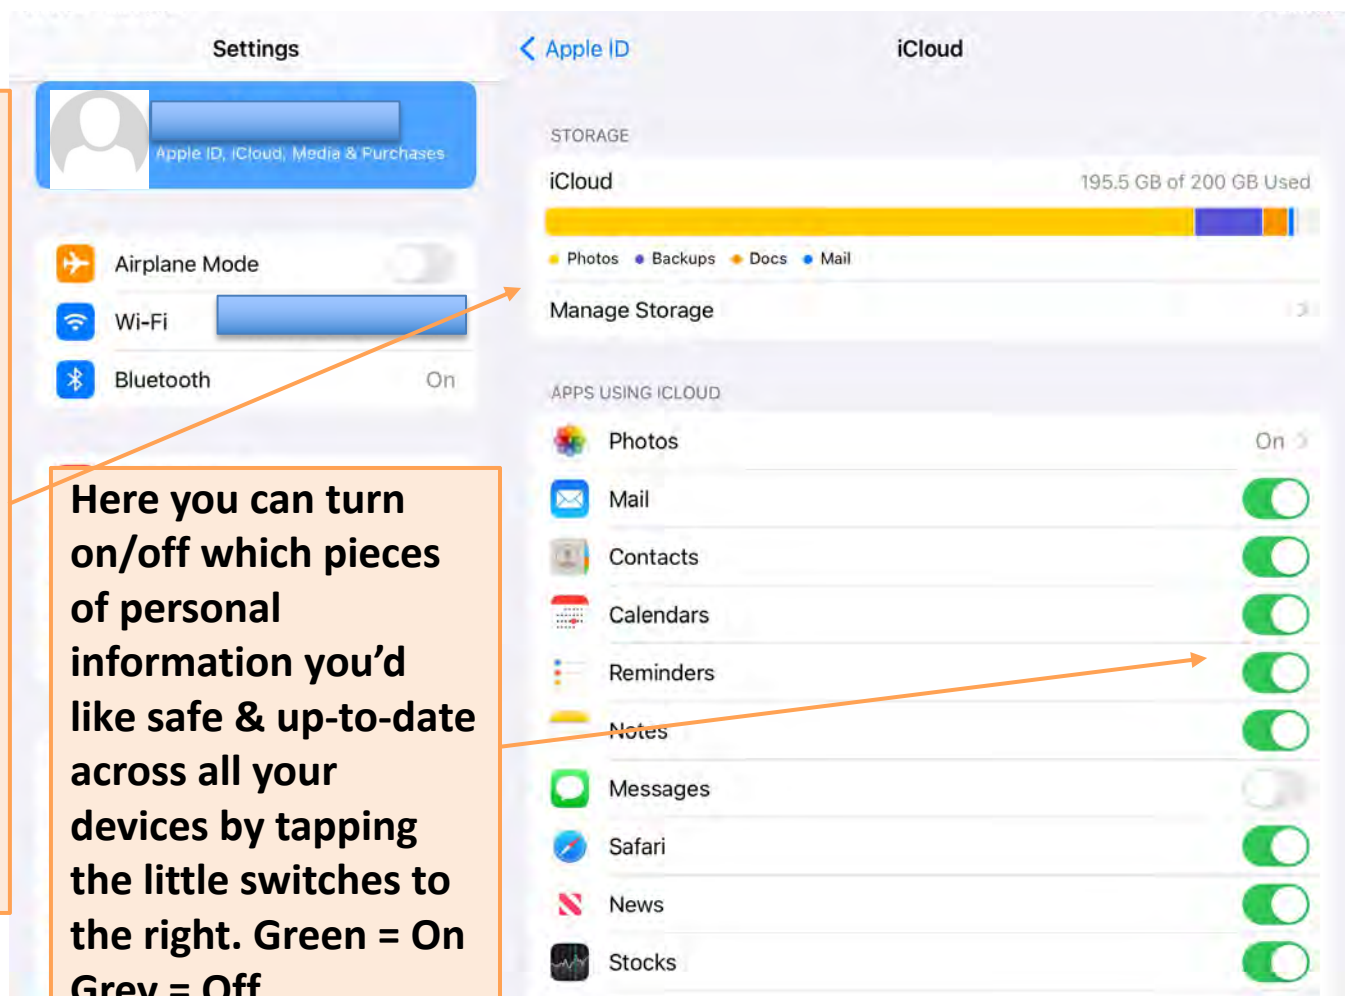 Settings
Apple ID, iCloud, Media & Purchases
Airplane Mode
Wi-Fi
Bluetooth On
Here you can turn
on/off which pieces
of personal
information you’d
like safe & up-to-date
across all your
devices by tapping
the little switches to
the right. Green = On
Grey = Off
Apple ID
iCloud
STORAGE
iCloud 195.5 GB of 200 GB Used
Photos Backups Docs Mail
Manage Storage
APPS USING ICLOUD
Photos On
Mail
Contacts
Calendars
Reminders
Notes
Messages
Safari
News
Stocks